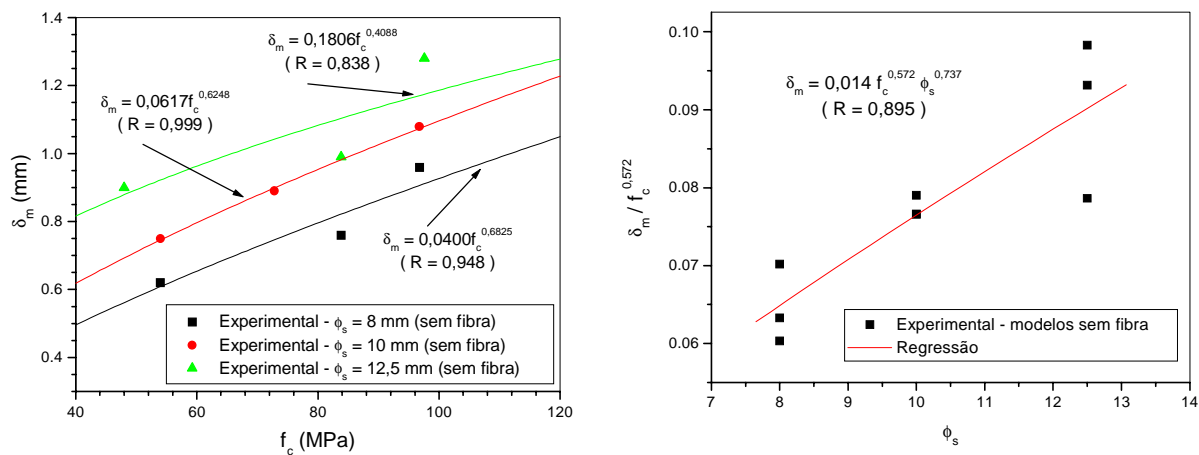 1.4
1.2
1.0
0.8
0.6
0.4
δm (mm)
δm = 0,1806fc^0,4088
( R = 0,838 )
δm = 0,0617fc^0,6248
( R = 0,999 )
δm = 0,0400fc^0,6825
( R = 0,948 )
Experimental - ϕs = 8 mm (sem fibra)
Experimental - ϕs = 10 mm (sem fibra)
Experimental - ϕs = 12,5 mm (sem fibra)
40 60 80 100 120
fc (MPa)
0.10
0.09
0.08
0.07
0.06
δm / fc^0,572
δm = 0,014 fc^0,572 ϕs^0,737
( R = 0,895 )
Experimental - modelos sem fibra
Regressão
7 8 9 10 11 12 13 14
ϕs